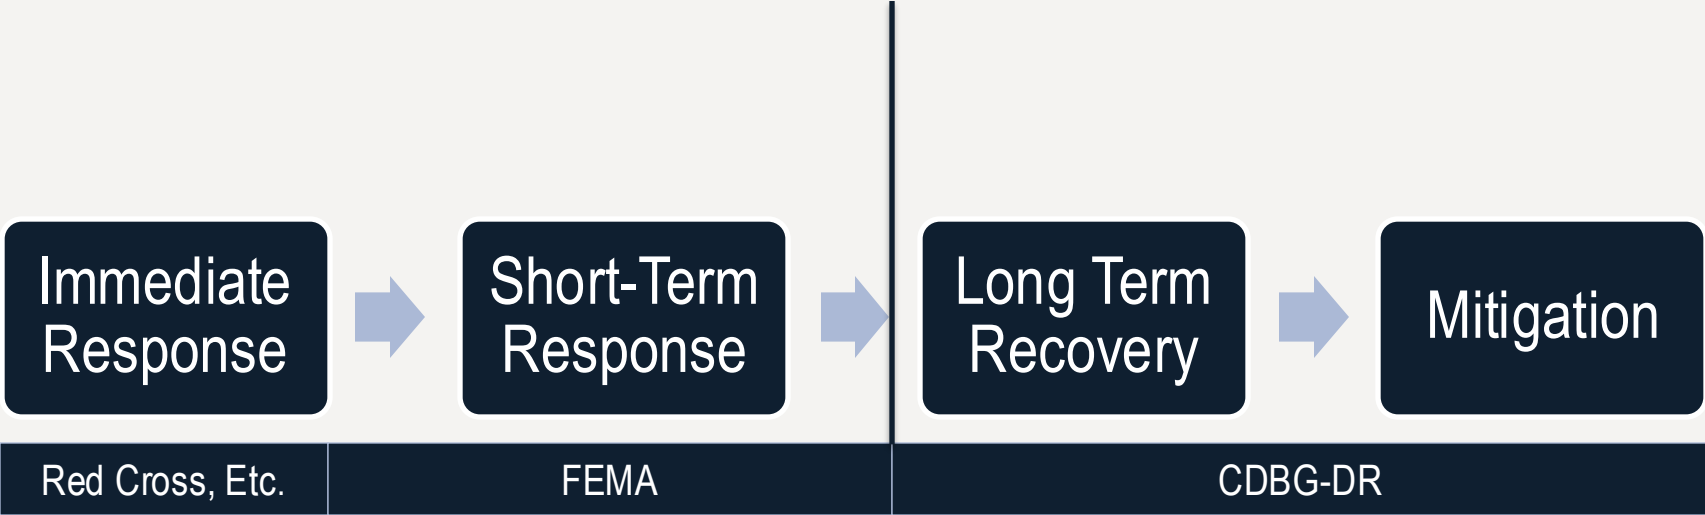 Immediate
Response
Short-Term
Response
Long Term
Recovery
Mitigation
Red Cross, Etc.
FEMA
CDBG-DR